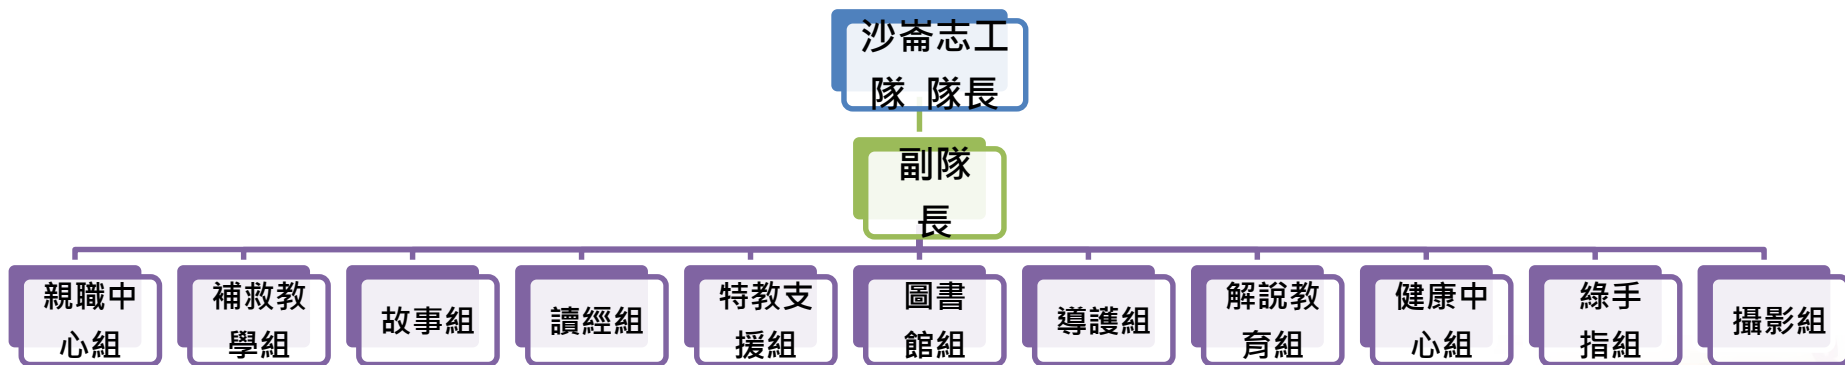 沙崙志工
隊 隊長
副隊
長
親職中
心組
補救教
學組
故事組
讀經組
特教支
援組
圖書
館組
導護組
解說教
育組
健康中
心組
綠手
指組
攝影組